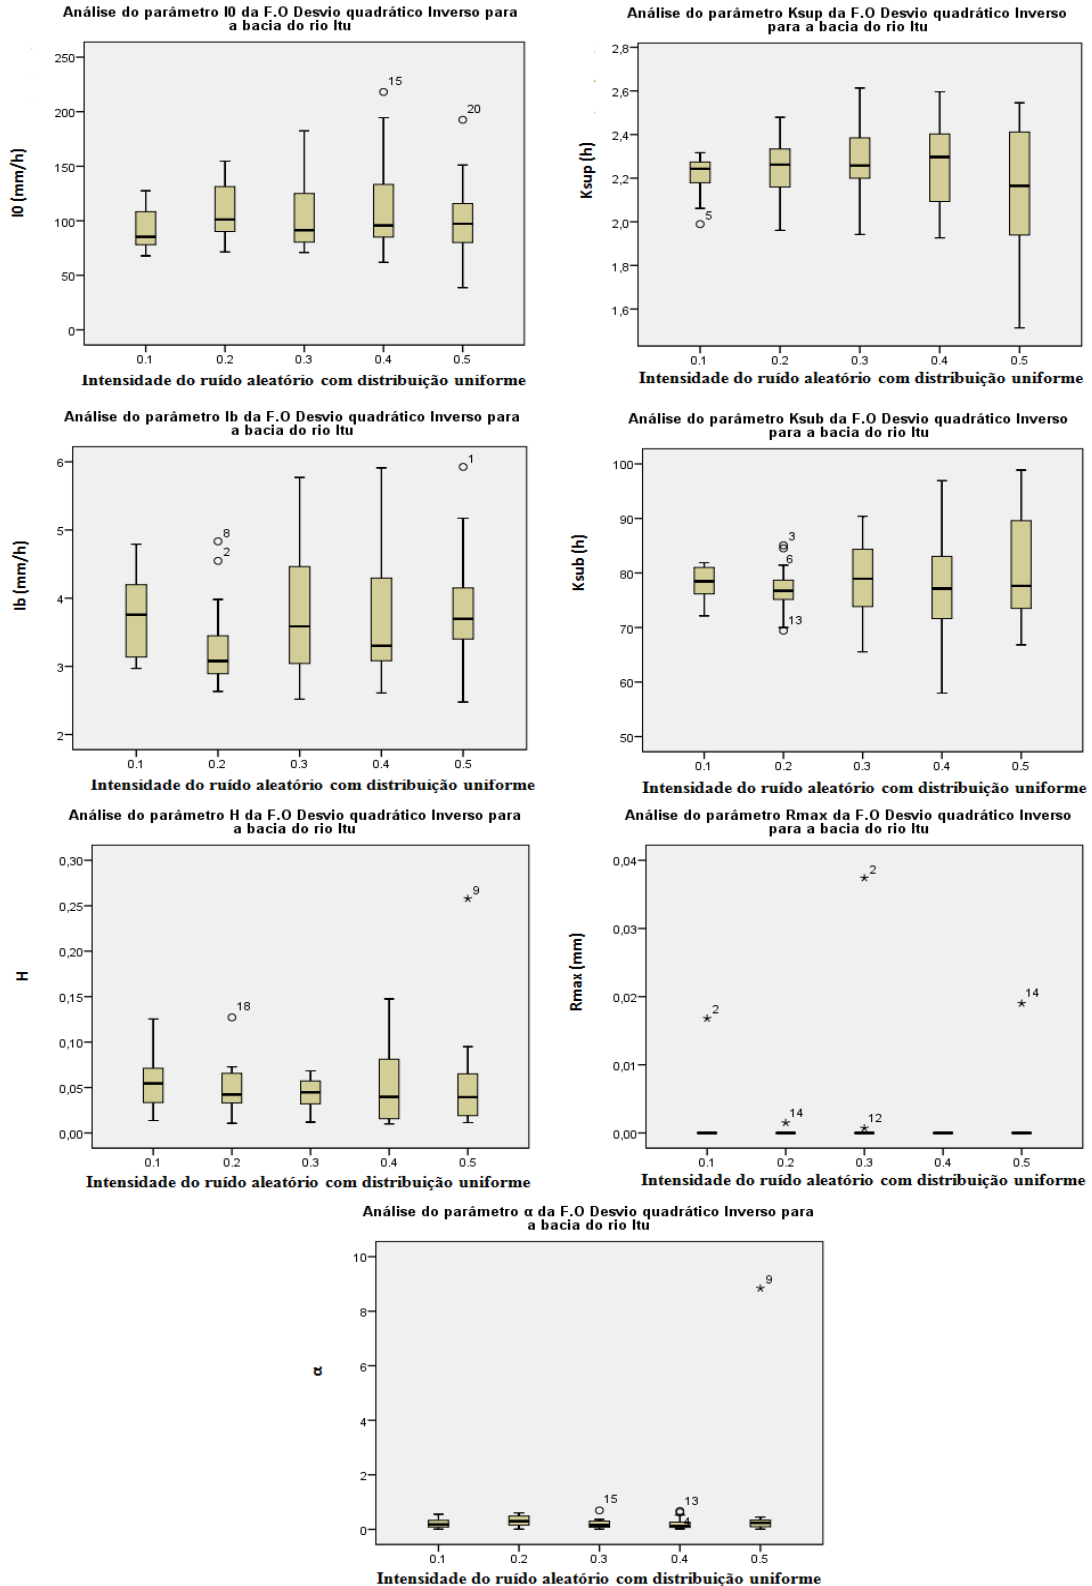 Análise do parâmetro I0 da F.O Desvio quadrático Inverso para
a bacia do rio Itu
I0 (mm/h)
250
200
150
100
50
0
15
20
0.1 0.2 0.3 0.4 0.5
Intensidade do ruído aleatório com distribuição uniforme
Análise do parâmetro Ksup da F.O Desvio quadrático Inverso
para a bacia do rio Itu
Ksup (h)
2,8
2,6
2,4
2,2
2,0
1,8
1,6
5
0.1 0.2 0.3 0.4 0.5
Intensidade do ruído aleatório com distribuição uniforme
Análise do parâmetro Ib da F.O Desvio quadrático Inverso para
a bacia do rio Itu
Ib (mm/h)
6
5
4
3
2
8
2
1
0.1 0.2 0.3 0.4 0.5
Intensidade do ruído aleatório com distribuição uniforme
Análise do parâmetro Ksub da F.O Desvio quadrático Inverso
para a bacia do rio Itu
Ksub (h)
100
90
80
70
60
50
3
6
13
0.1 0.2 0.3 0.4 0.5
Intensidade do ruído aleatório com distribuição uniforme
Análise do parâmetro H da F.O Desvio quadrático Inverso para
a bacia do rio Itu
H
0,30
0,25
0,20
0,15
0,10
0,05
0,00
18
9
0.1 0.2 0.3 0.4 0.5
Intensidade do ruído aleatório com distribuição uniforme
Análise do parâmetro Rmax da F.O Desvio quadrático Inverso
para a bacia do rio Itu
Rmax (mm)
0,04
0,03
0,02
0,01
0,00
2
14
2
12
14
0.1 0.2 0.3 0.4 0.5
Intensidade do ruído aleatório com distribuição uniforme
Análise do parâmetro α da F.O Desvio quadrático Inverso para
a bacia do rio Itu
α
10
8
6
4
2
0
15
13
4
9
0.1 0.2 0.3 0.4 0.5
Intensidade do ruído aleatório com distribuição uniforme